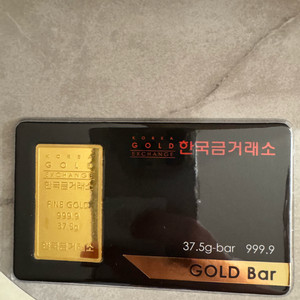 KOREA
GOLD
EXCHANGE
한국금거래소
FINE GOLD
999.9
37.5g
KOREA
GOLD
EXCHANGE
한국금거래소
37.5g-bar 999.9
GOLD Bar